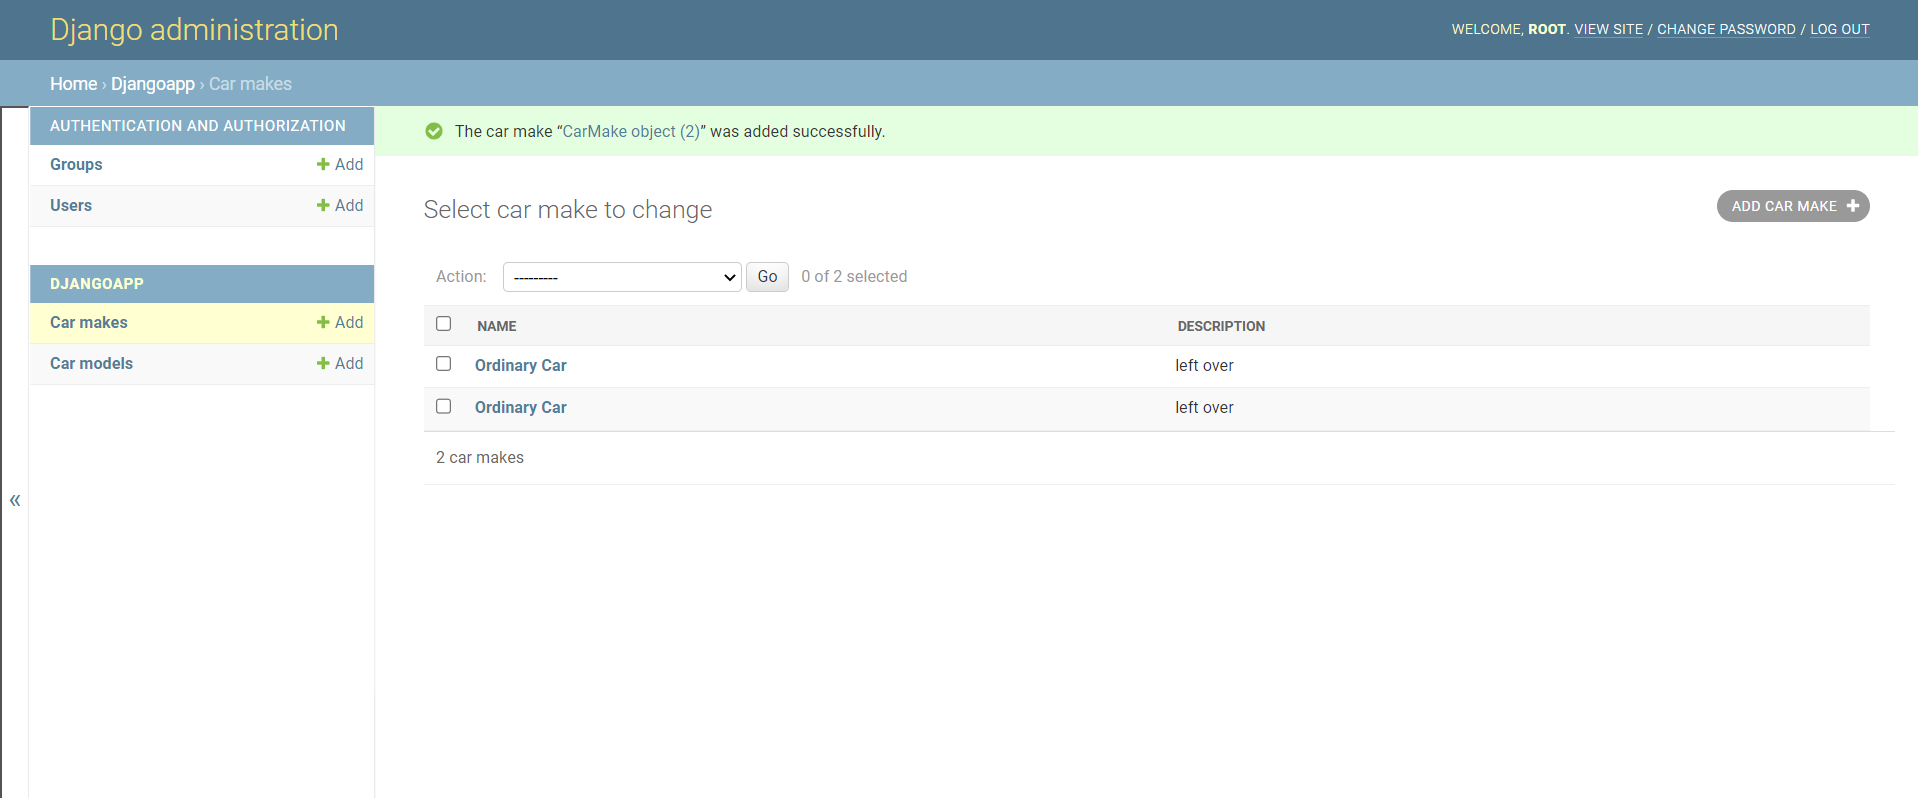 Django administration
WELCOME, ROOT. VIEW SITE / CHANGE PASSWORD / LOG OUT
Home › Djangoapp › Car makes
AUTHENTICATION AND AUTHORIZATION
Groups + Add
Users + Add
DJANGOAPP
Car makes + Add
Car models + Add
«
The car make “CarMake object (2)” was added successfully.
Select car make to change
ADD CAR MAKE +
Action: --------- Go 0 of 2 selected
NAME DESCRIPTION
Ordinary Car left over
Ordinary Car left over
2 car makes